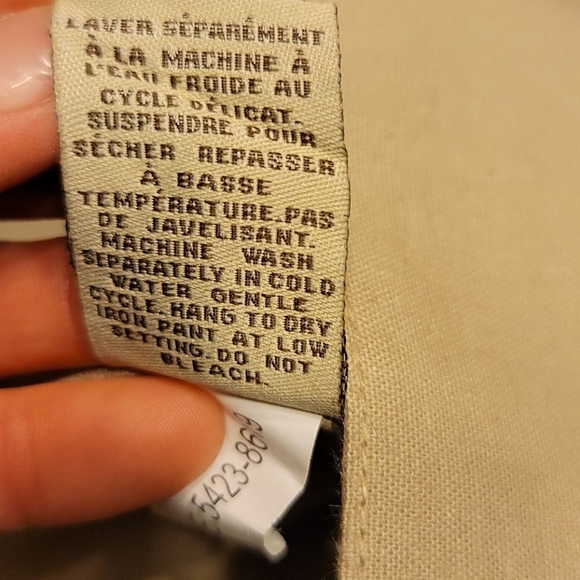 LAVER SÉPARÉMENT
À LA MACHINE À
L'EAU FROIDE AU
CYCLE DÉLICAT.
SUSPENDRE POUR
SÉCHER REPASSER
À BASSE
TEMPÉRATURE.PAS
DE JAVELISANT.
MACHINE WASH
SEPARATELY IN COLD
WATER GENTLE
CYCLE.HANG TO DRY
IRON PANT AT LOW
SETTING.DO NOT
BLEACH.
5423-869